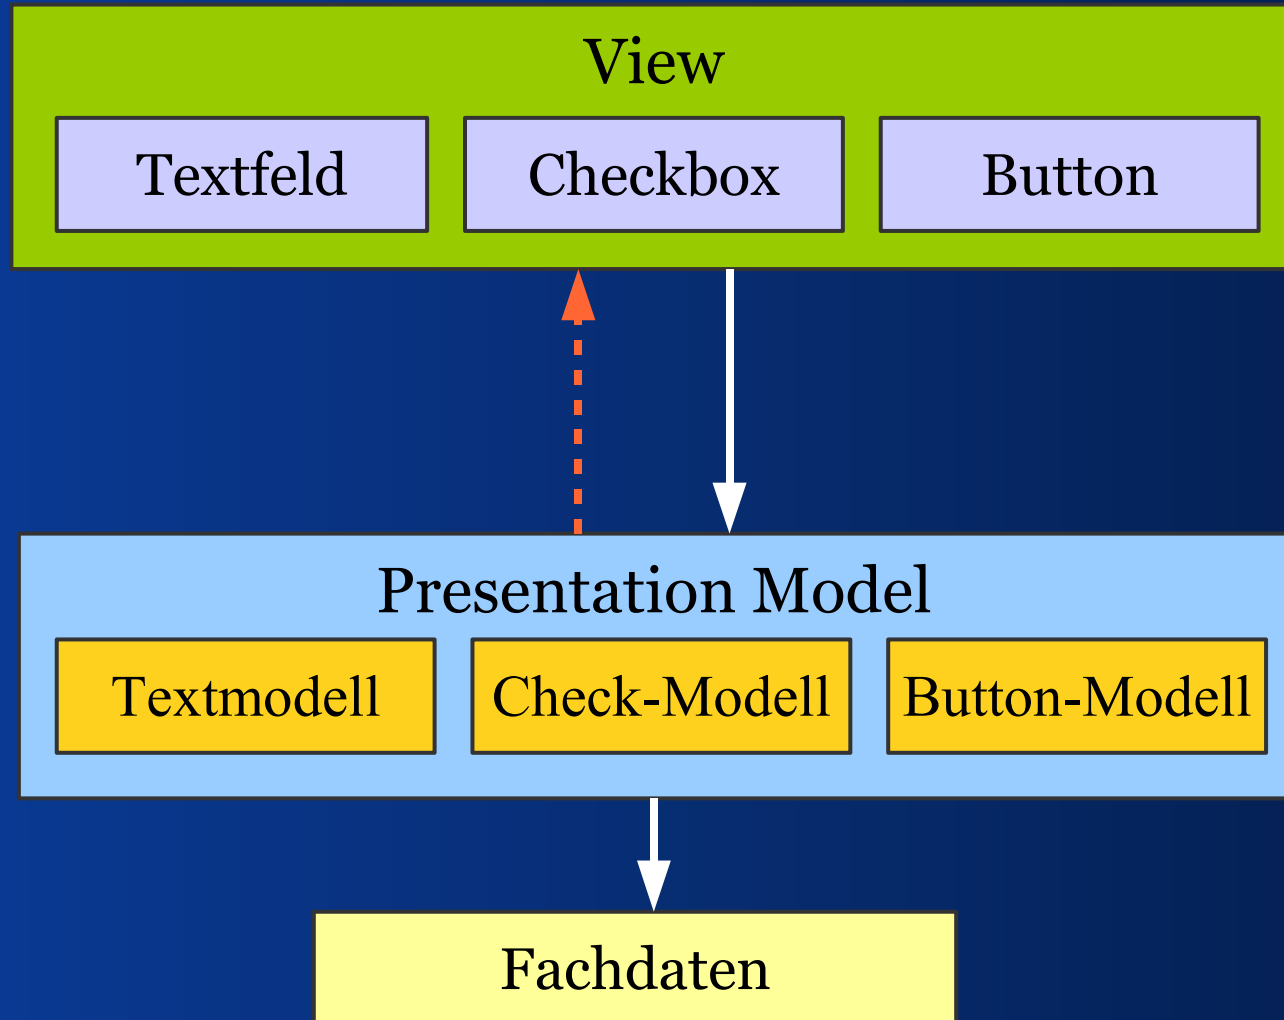 View
Textfeld
Checkbox
Button
Presentation Model
Textmodell
Check-Modell
Button-Modell
Fachdaten